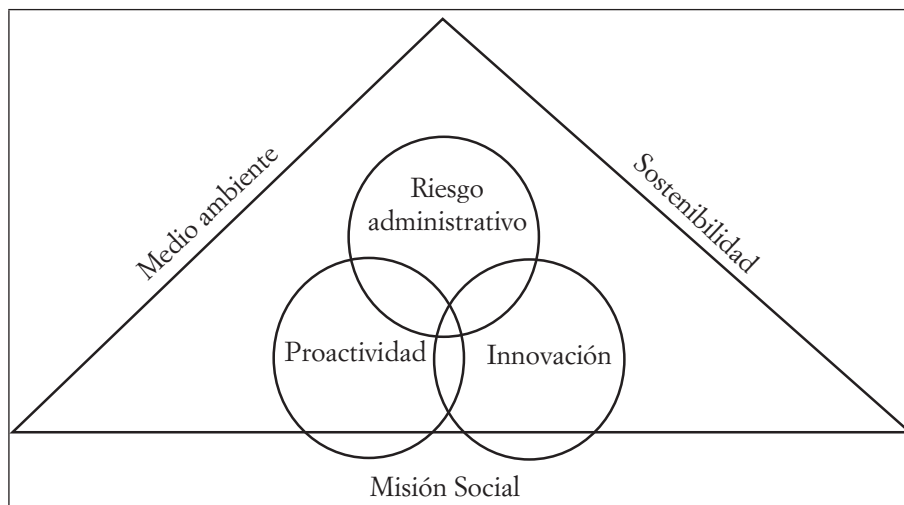 Medio ambiente
Sostenibilidad
Riesgo
administrativo
Proactividad
Innovación
Misión Social